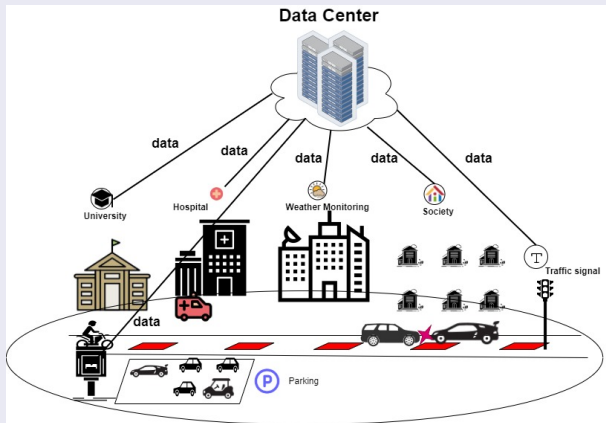 Data Center
data
data
data
data
data
University
Hospital
Weather Monitoring
Society
T
Traffic signal
data
P
Parking